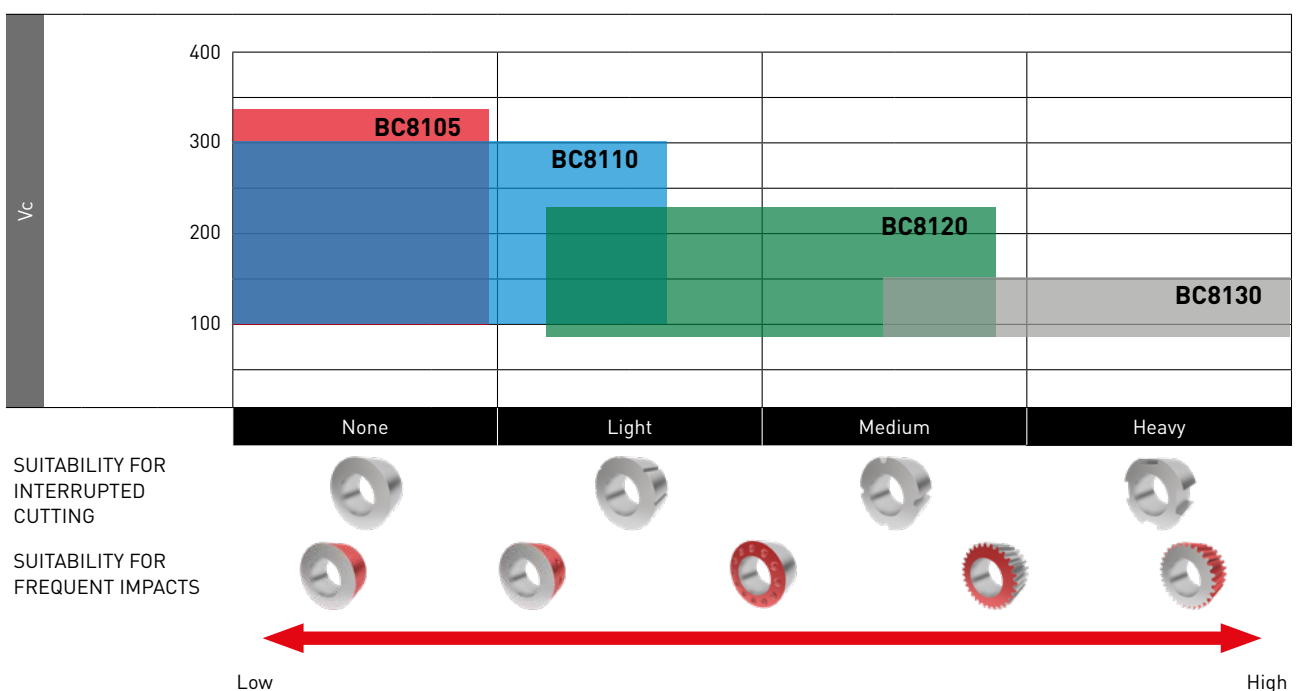 400
BC8105
300
BC8110
Vc
200
BC8120
BC8130
100
None Light Medium Heavy
SUITABILITY FOR
INTERRUPTED
CUTTING
SUITABILITY FOR
FREQUENT IMPACTS
Low High